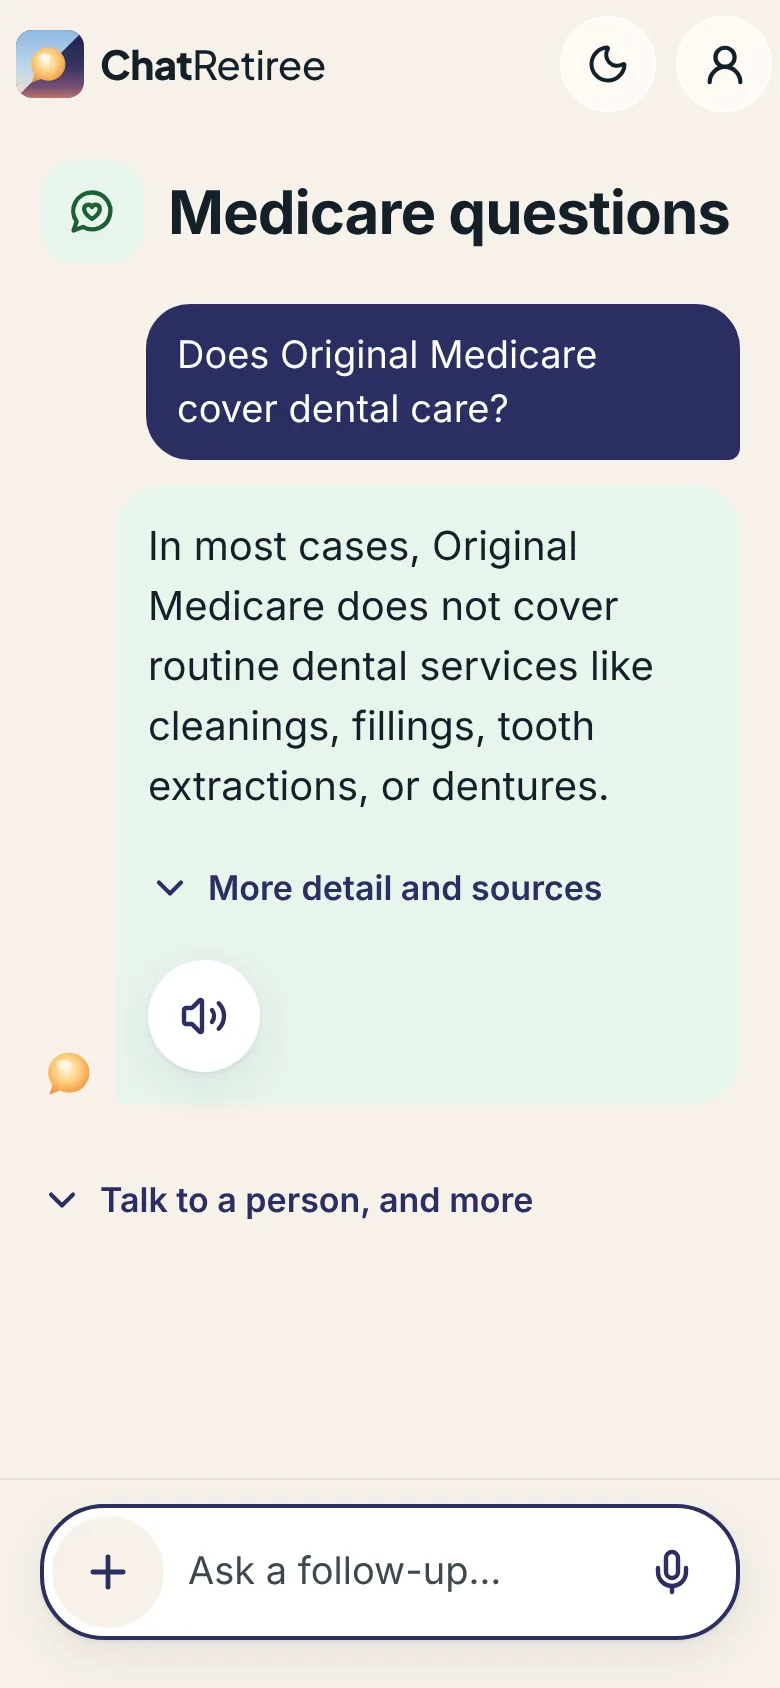 ChatRetiree
Medicare questions
Does Original Medicare
cover dental care?
In most cases, Original
Medicare does not cover
routine dental services like
cleanings, fillings, tooth
extractions, or dentures.
More detail and sources
Talk to a person, and more
Ask a follow-up...